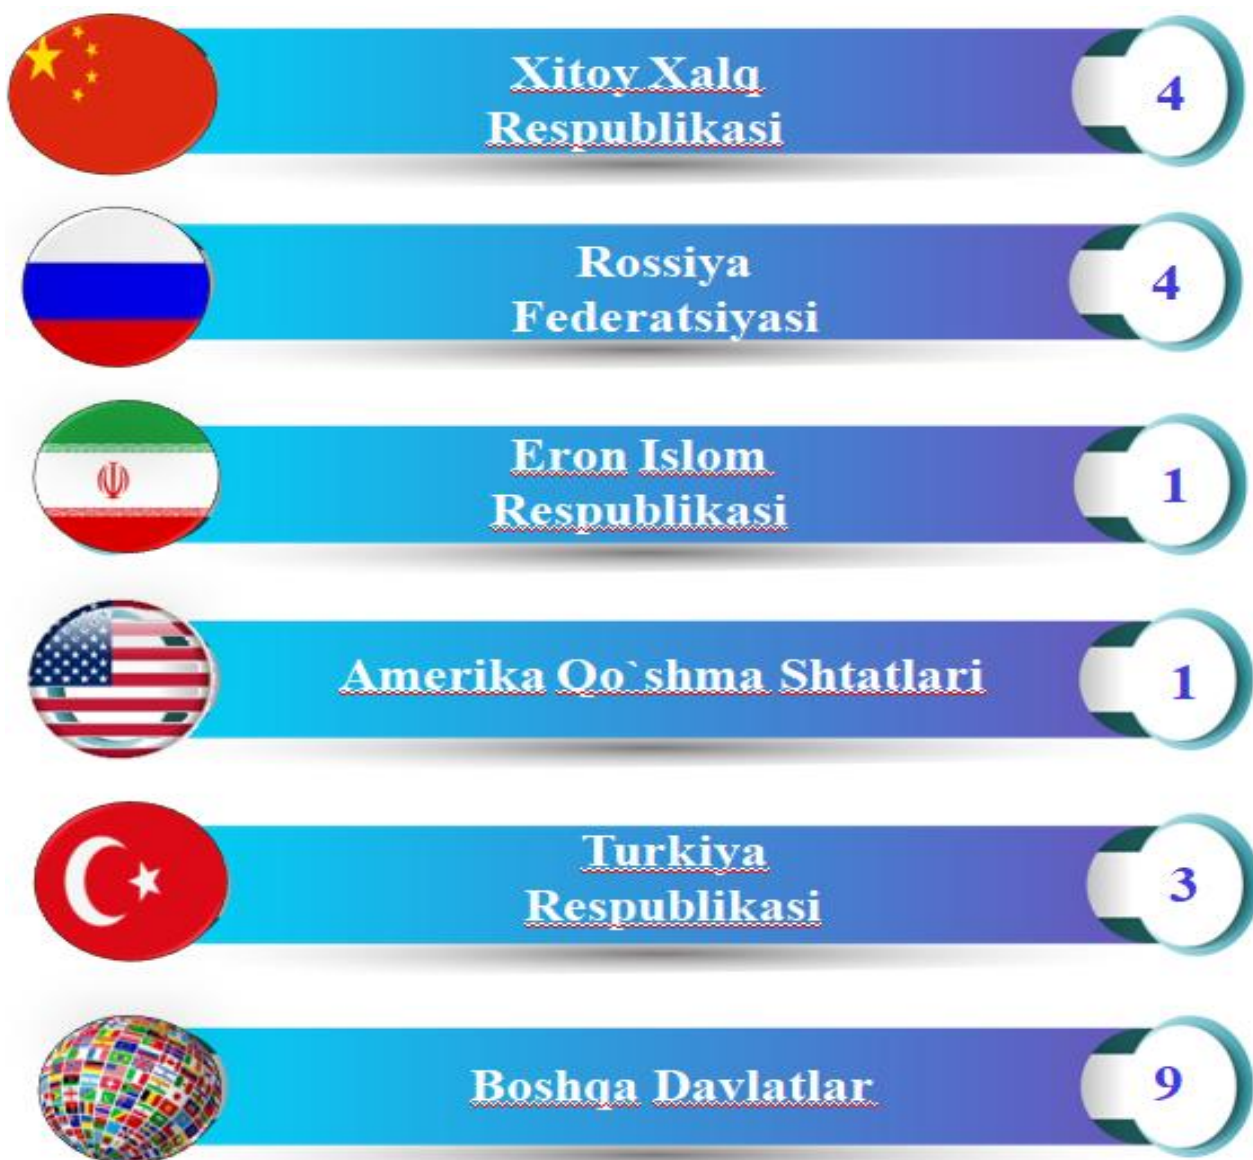 Xitoy Xalq
Respublikasi
4
Rossiya
Federatsiyasi
4
Eron Islom
Respublikasi
1
Amerika Qo`shma Shtatlari
1
Turkiya
Respublikasi
3
Boshqa Davlatlar
9